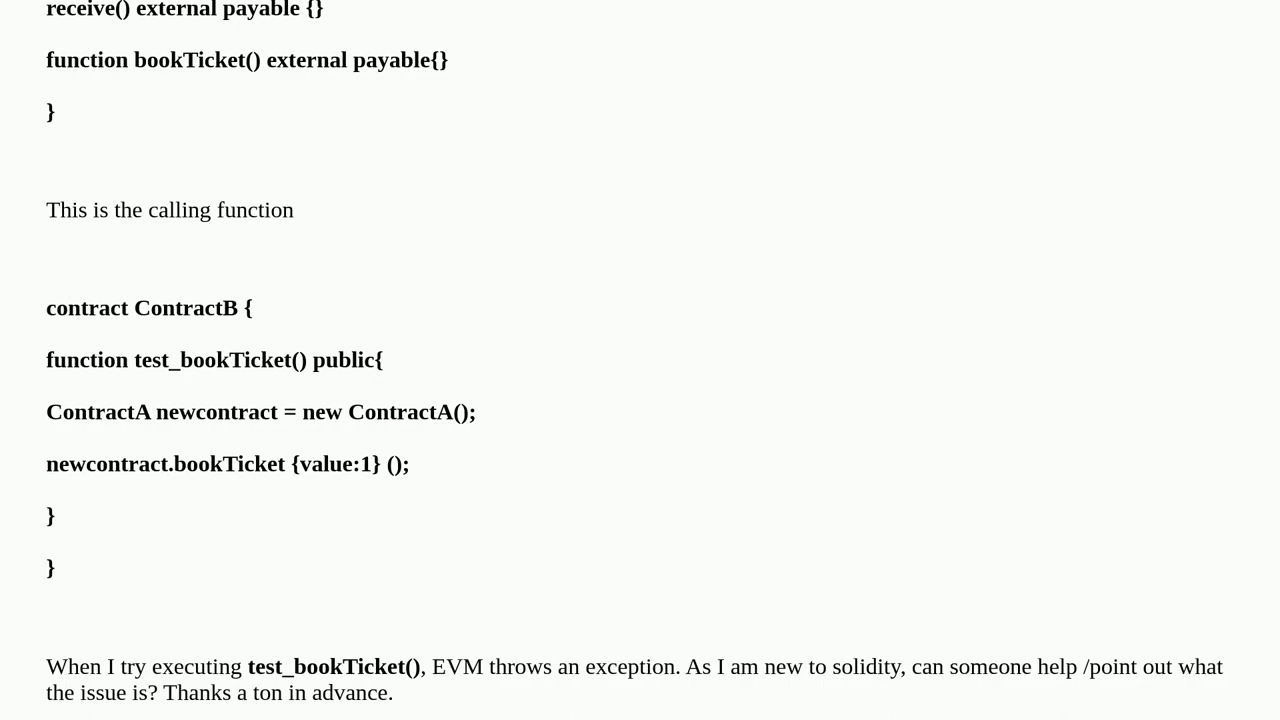 receive() external payable {}
function bookTicket() external payable{}
}
This is the calling function
contract ContractB {
function test_bookTicket() public{
ContractA newcontract = new ContractA();
newcontract.bookTicket {value:1} ();
}
}
When I try executing test_bookTicket(), EVM throws an exception. As I am new to solidity, can someone help /point out what
the issue is? Thanks a ton in advance.